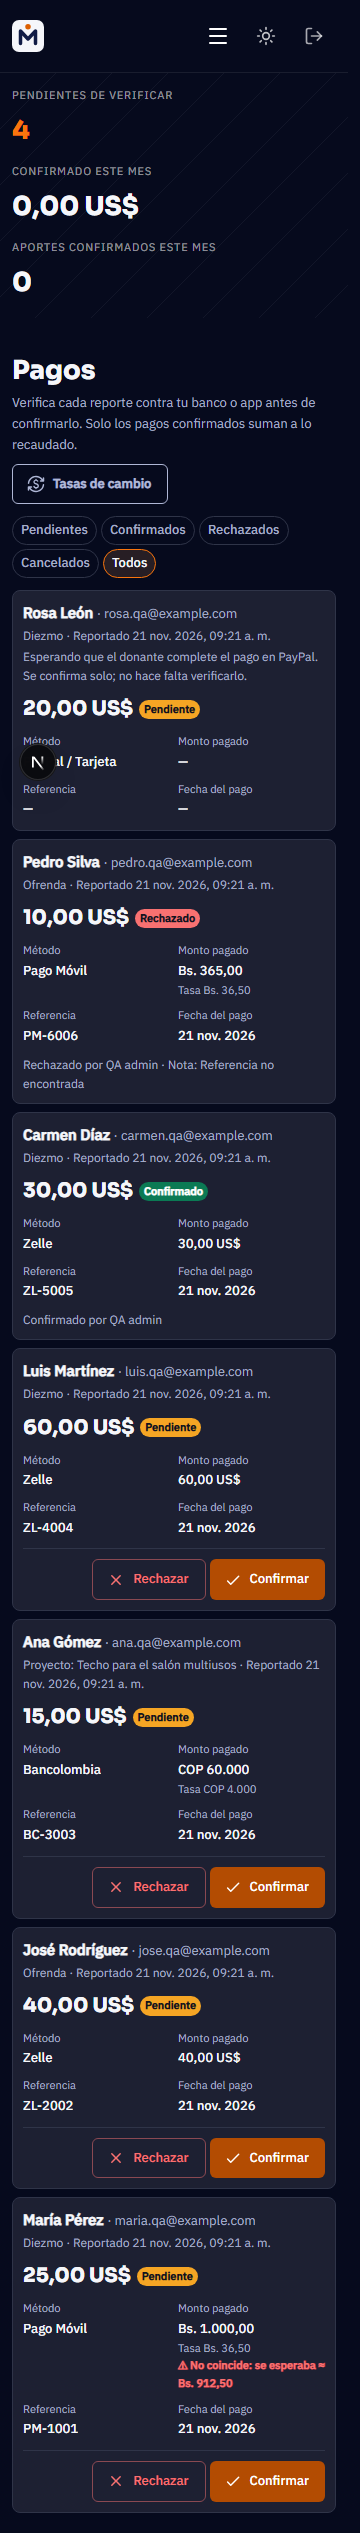 M
PENDIENTES DE VERIFICAR
4
CONFIRMADO ESTE MES
0,00 US$
APORTES CONFIRMADOS ESTE MES
0
Pagos
Verifica cada reporte contra tu banco o app antes de
confirmarlo. Solo los pagos confirmados suman a lo
recaudado.
Tasas de cambio
Pendientes Confirmados Rechazados
Cancelados Todos
Rosa León · rosa.qa@example.com
Diezmo · Reportado 21 nov. 2026, 09:21 a. m.
Esperando que el donante complete el pago en PayPal.
Se confirma solo; no hace falta verificarlo.
20,00 US$ Pendiente
Método Monto pagado
N al / Tarjeta —
Referencia Fecha del pago
— —
Pedro Silva · pedro.qa@example.com
Ofrenda · Reportado 21 nov. 2026, 09:21 a. m.
10,00 US$ Rechazado
Método Monto pagado
Pago Móvil Bs. 365,00
Tasa Bs. 36,50
Referencia Fecha del pago
PM-6006 21 nov. 2026
Rechazado por QA admin · Nota: Referencia no
encontrada
Carmen Díaz · carmen.qa@example.com
Diezmo · Reportado 21 nov. 2026, 09:21 a. m.
30,00 US$ Confirmado
Método Monto pagado
Zelle 30,00 US$
Referencia Fecha del pago
ZL-5005 21 nov. 2026
Confirmado por QA admin
Luis Martínez · luis.qa@example.com
Diezmo · Reportado 21 nov. 2026, 09:21 a. m.
60,00 US$ Pendiente
Método Monto pagado
Zelle 60,00 US$
Referencia Fecha del pago
ZL-4004 21 nov. 2026
Rechazar Confirmar
Ana Gómez · ana.qa@example.com
Proyecto: Techo para el salón multiusos · Reportado 21
nov. 2026, 09:21 a. m.
15,00 US$ Pendiente
Método Monto pagado
Bancolombia COP 60.000
Tasa COP 4.000
Referencia Fecha del pago
BC-3003 21 nov. 2026
Rechazar Confirmar
José Rodríguez · jose.qa@example.com
Ofrenda · Reportado 21 nov. 2026, 09:21 a. m.
40,00 US$ Pendiente
Método Monto pagado
Zelle 40,00 US$
Referencia Fecha del pago
ZL-2002 21 nov. 2026
Rechazar Confirmar
María Pérez · maria.qa@example.com
Diezmo · Reportado 21 nov. 2026, 09:21 a. m.
25,00 US$ Pendiente
Método Monto pagado
Pago Móvil Bs. 1.000,00
Tasa Bs. 36,50
⚠ No coincide: se esperaba ≈
Bs. 912,50
Referencia Fecha del pago
PM-1001 21 nov. 2026
Rechazar Confirmar